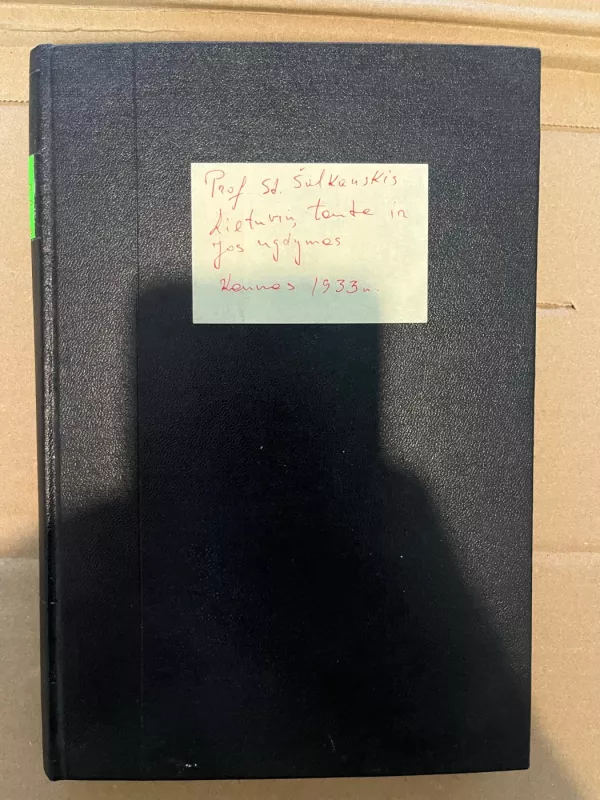 Prof. St. Šalkauskis
Lietuvių tauta ir
Jos ugdymas
Kaunas 1933 m.